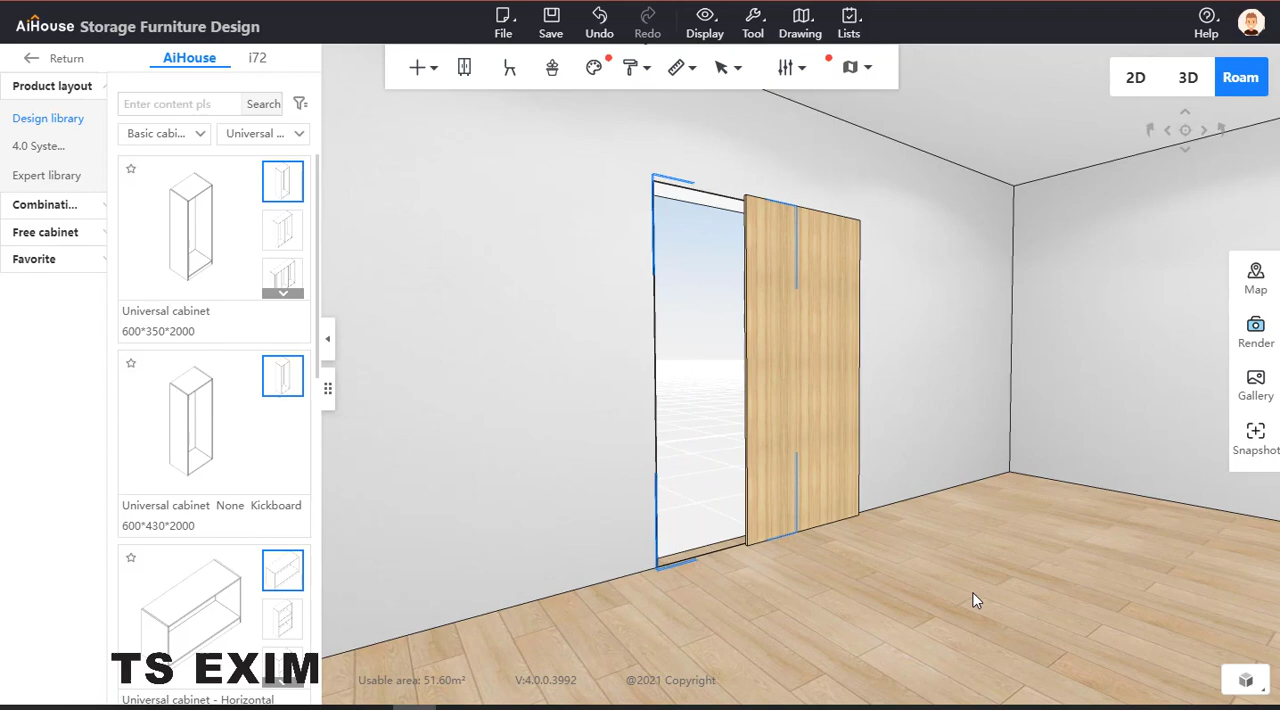 AiHouse Storage Furniture Design
File
Save
Undo
Redo
Display
Tool
Drawing
Lists
Help
Return
AiHouse
i72
Product layout
Design library
4.0 Syste...
Expert library
Combinati...
Free cabinet
Favorite
Enter content pls
Search
Basic cabi...
Universal ...
Universal cabinet
600*350*2000
Universal cabinet None Kickboard
600*430*2000
Universal cabinet - Horizontal
2D
3D
Roam
Map
Render
Gallery
Snapshot
TS EXIM
Usable area: 51.60m²
V:4.0.0.3992
@2021 Copyright